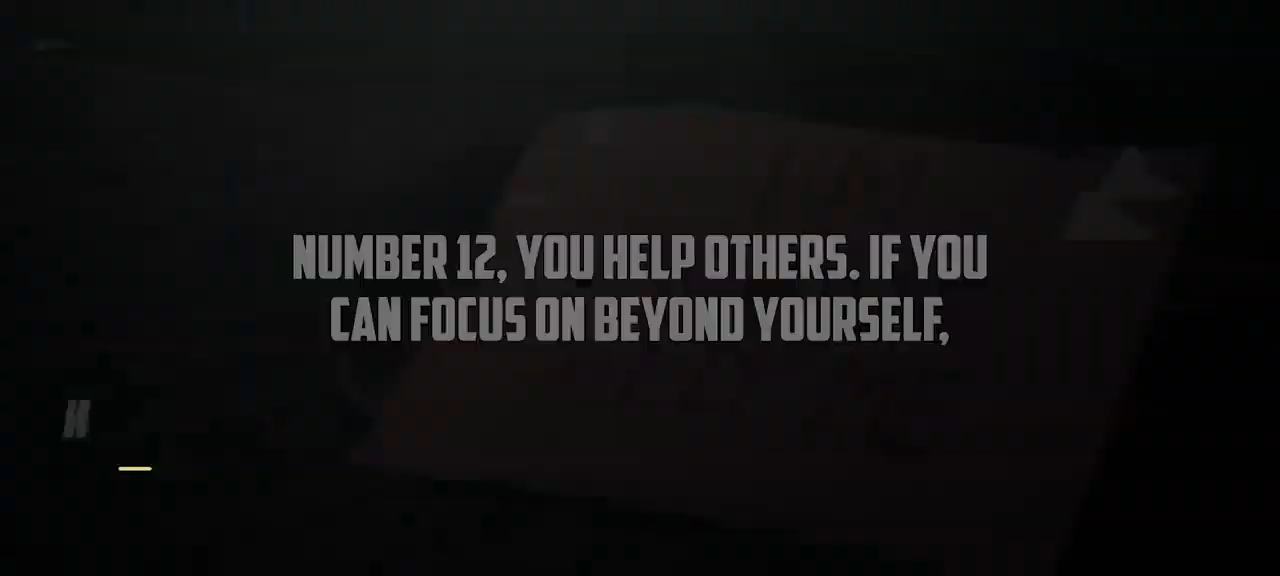 NUMBER 12, YOU HELP OTHERS. IF YOU
CAN FOCUS ON BEYOND YOURSELF,